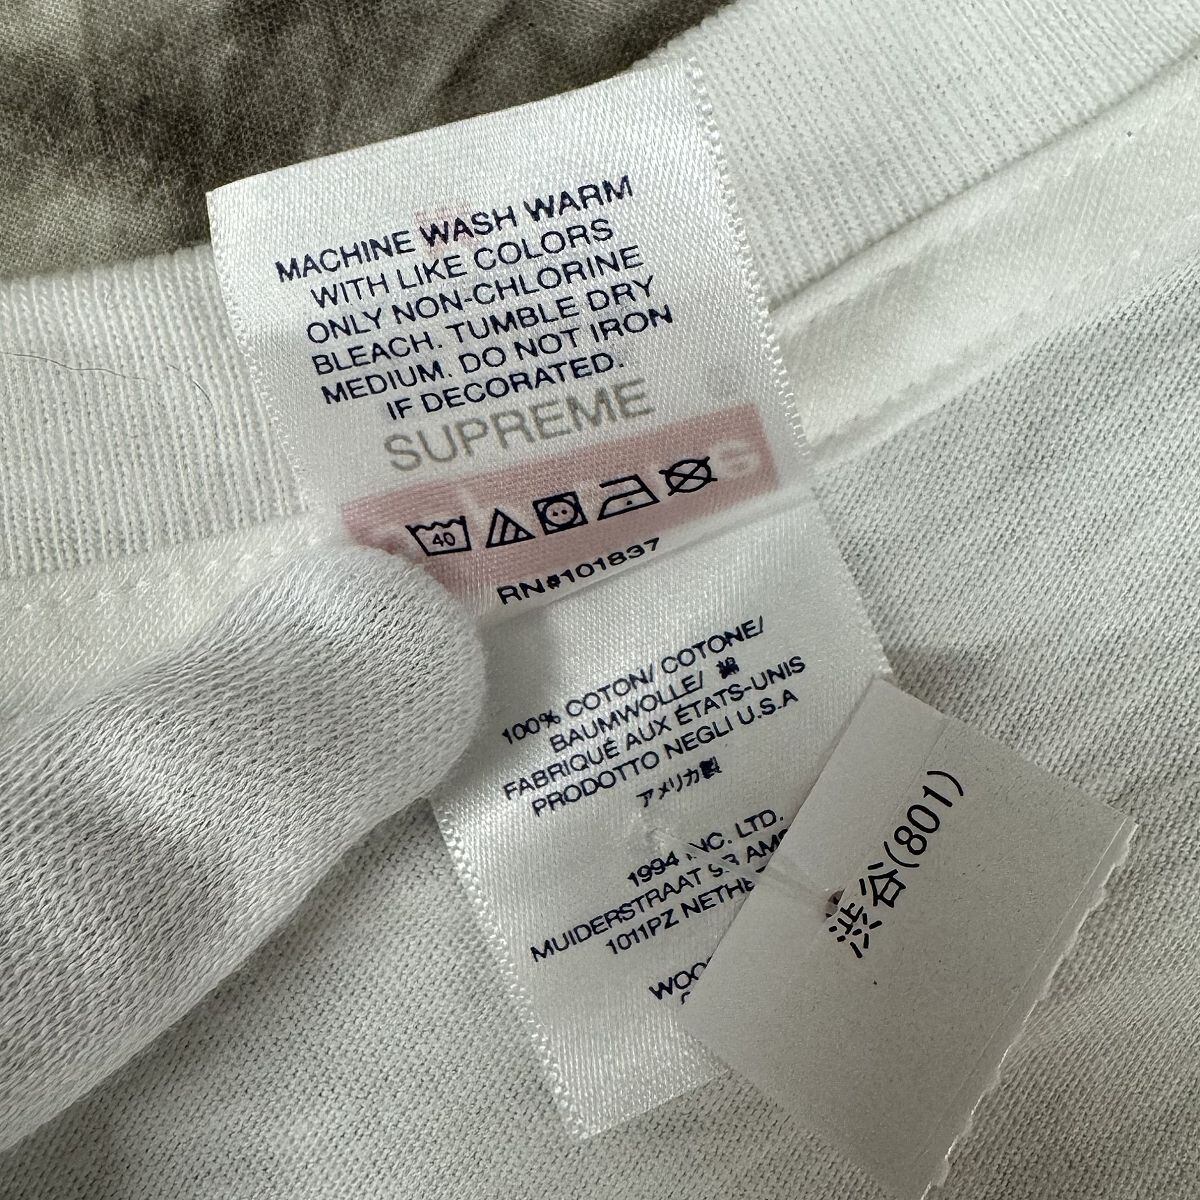 MACHINE WASH WARM
WITH LIKE COLORS
ONLY NON-CHLORINE
BLEACH. TUMBLE DRY
MEDIUM. DO NOT IRON
IF DECORATED.
SUPREME
40
RN#101837
100% COTON/ COTONE/
BAUMWOLLE/ 綿
FABRIQUÉ AUX ÉTATS-UNIS
PRODOTTO NEGLI U.S.A
アメリカ製
1994 INC. LTD.
MUIDERSTRAAT
1011PZ
渋谷(801)